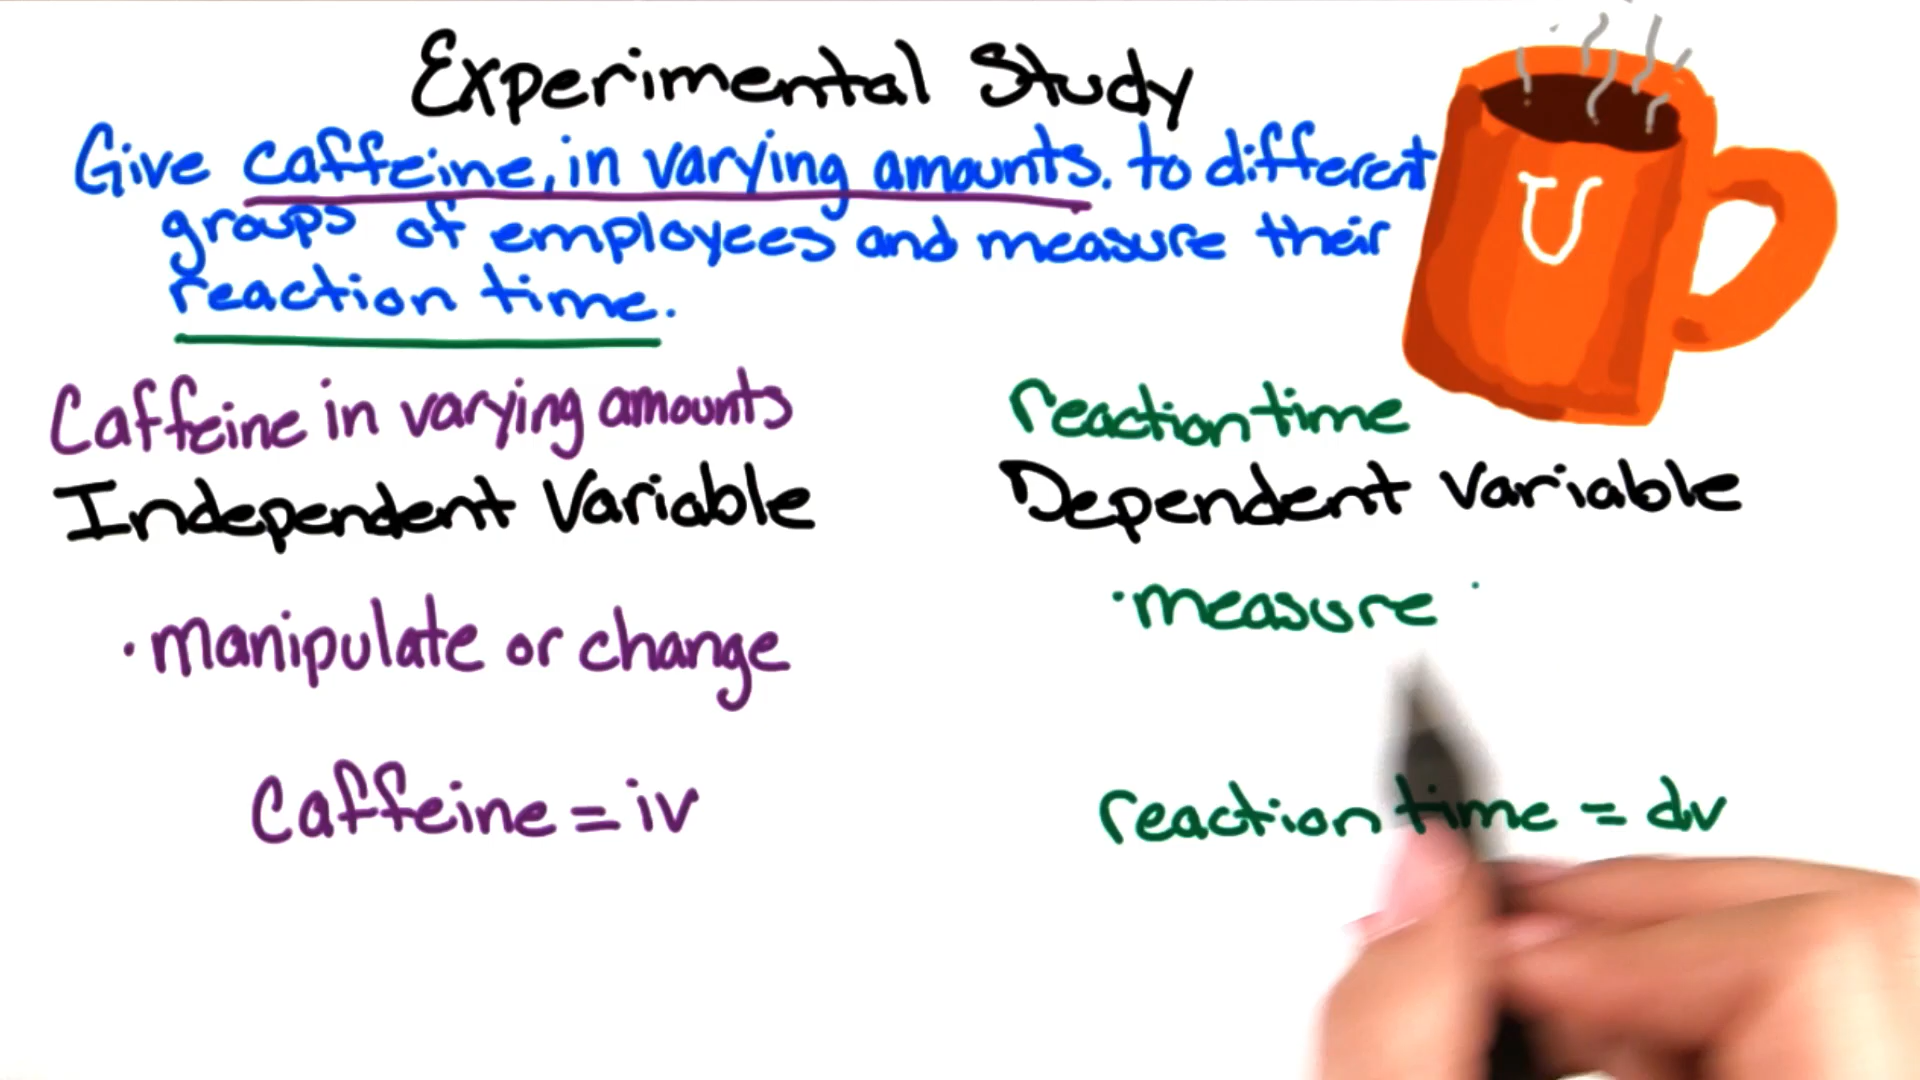 Experimental Study
Give caffeine, in varying amounts. to different
groups of employees and measure their
reaction time.
Caffeine in varying amounts
Independent Variable
• manipulate or change
Caffeine = iv
reaction time
Dependent Variable
• measure
reaction time = dv
U